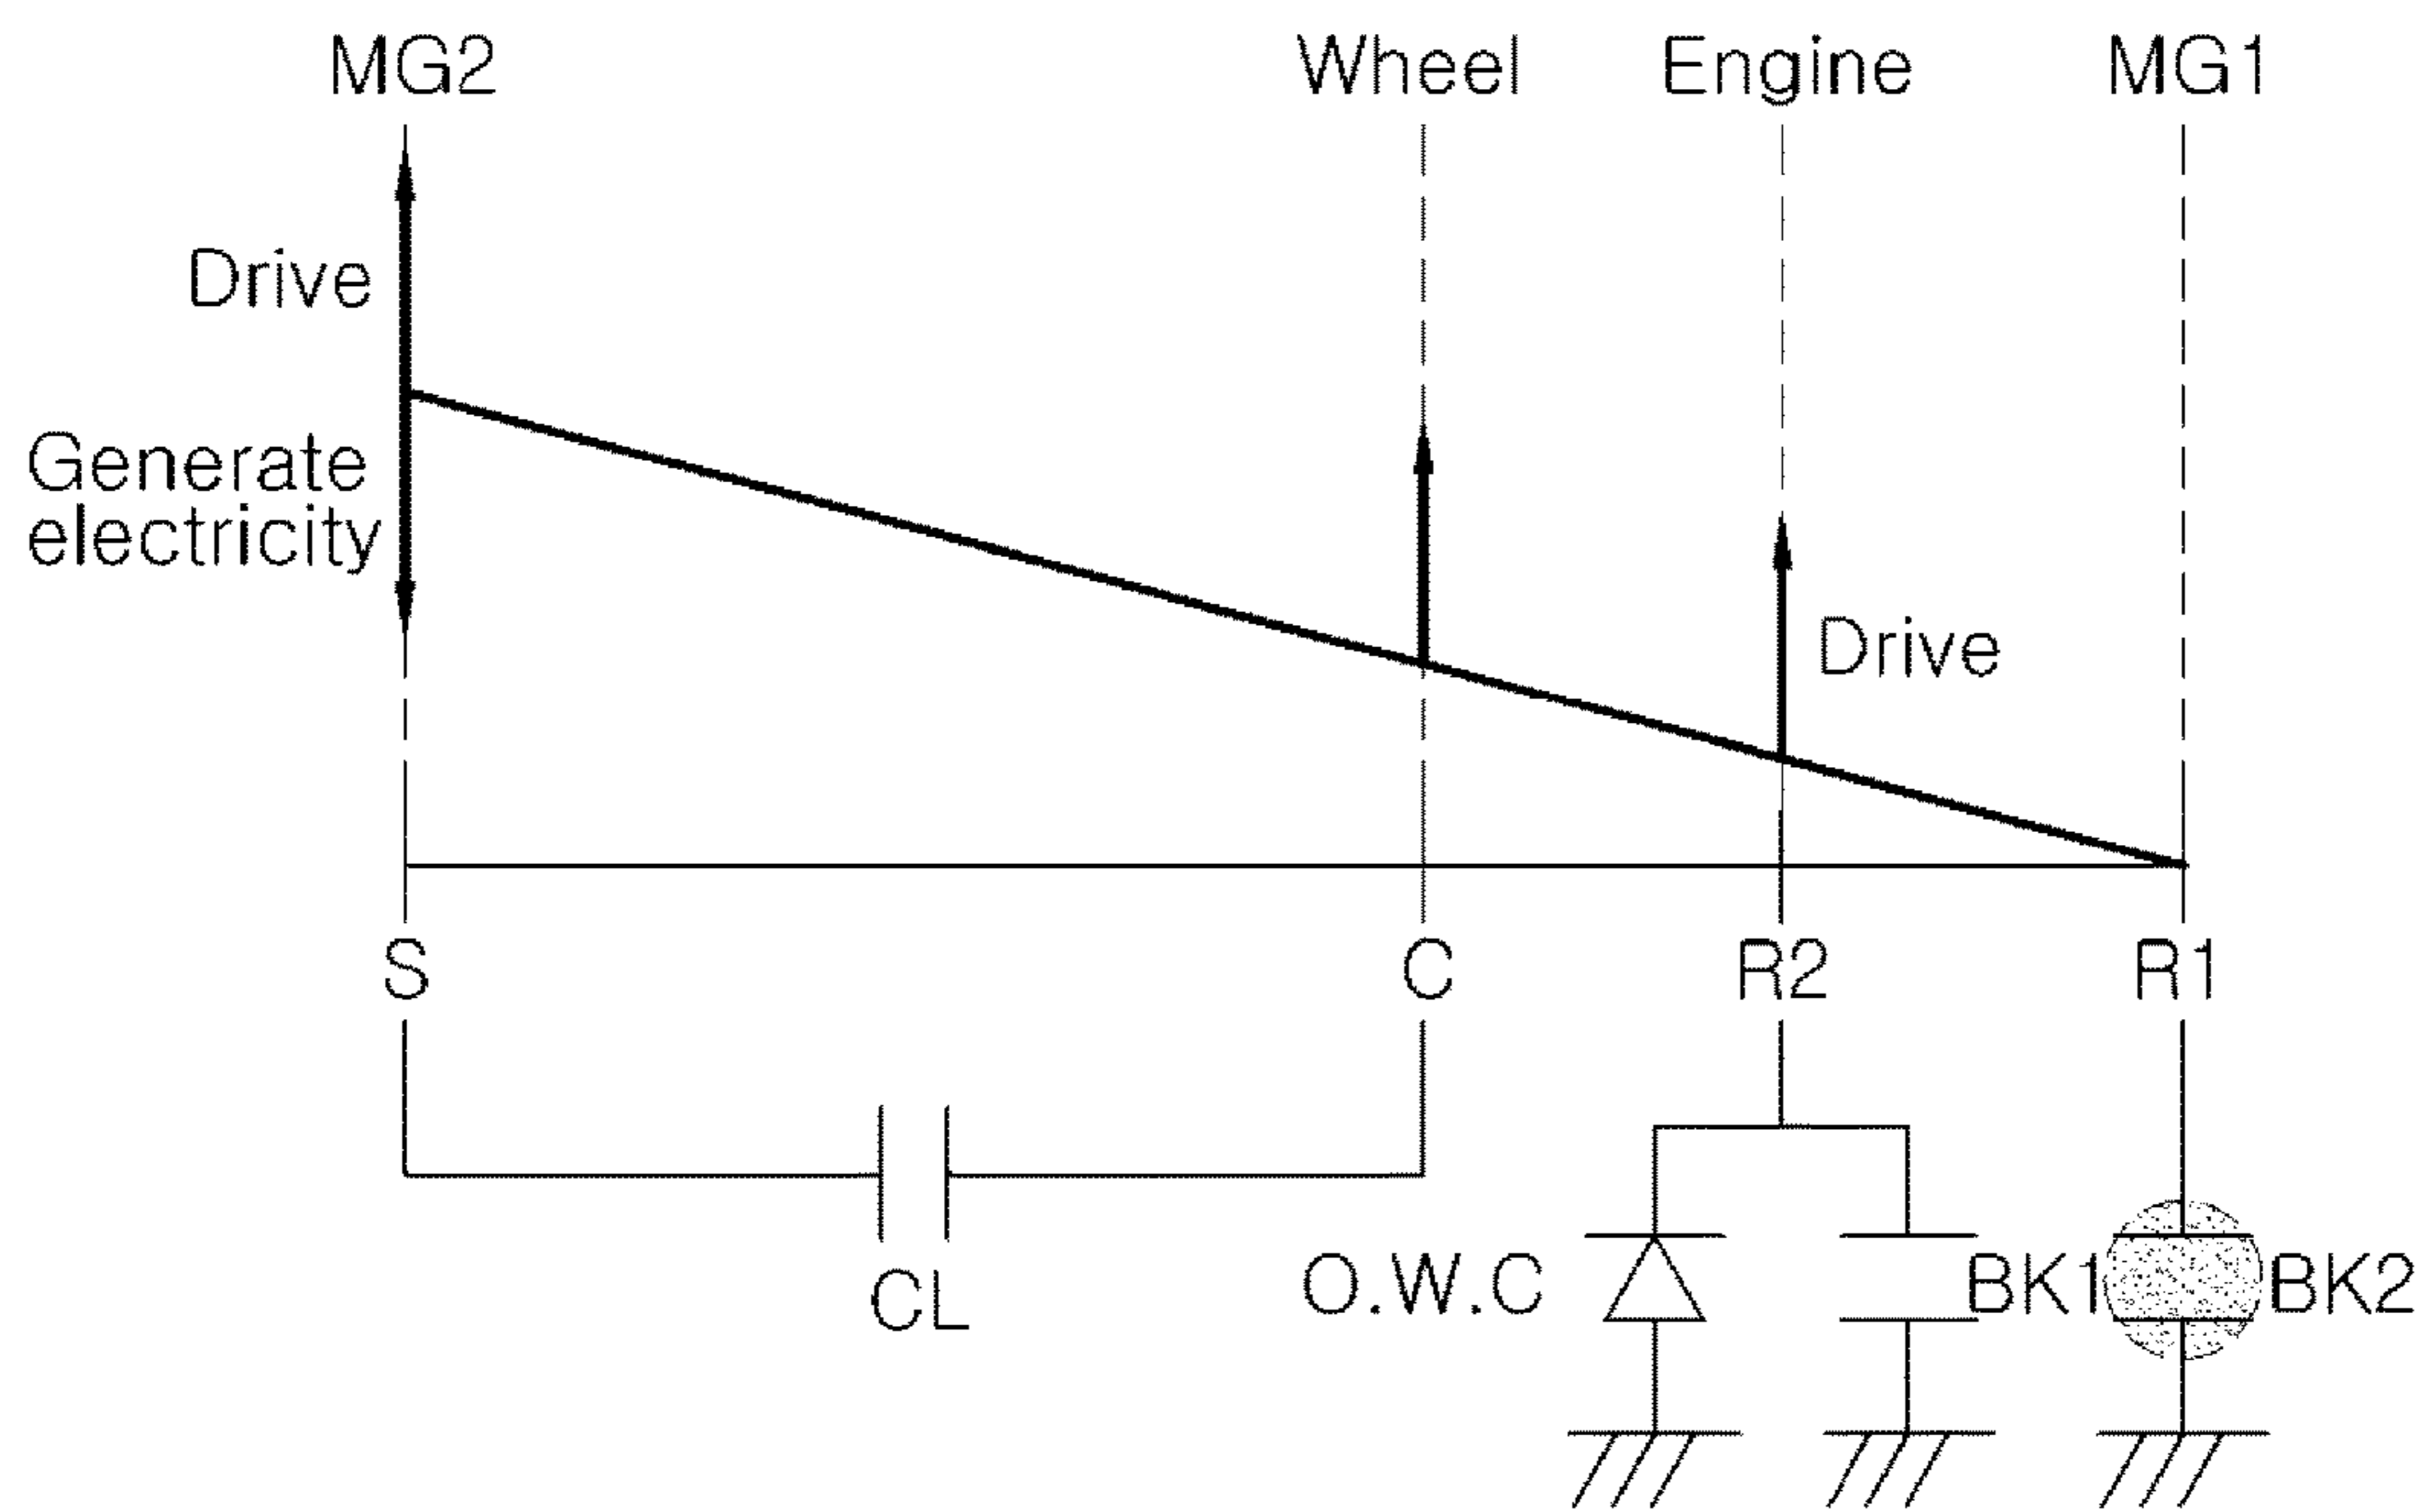 MG2 Wheel Engine MG1
Drive
Generate
electricity
Drive
S C R2 R1
O.W.C BK1 BK2
CL